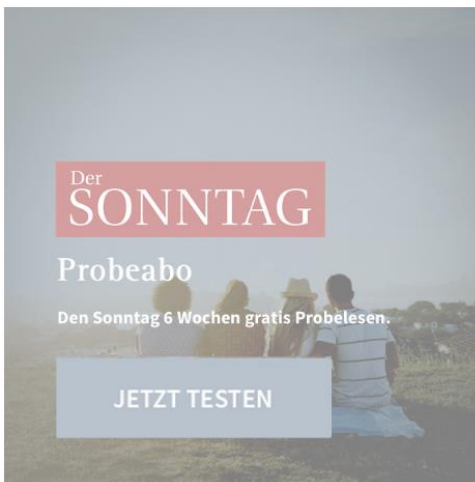 Der
SONNTAG
Probeabo
Den Sonntag 6 Wochen gratis Probelesen.
JETZT TESTEN